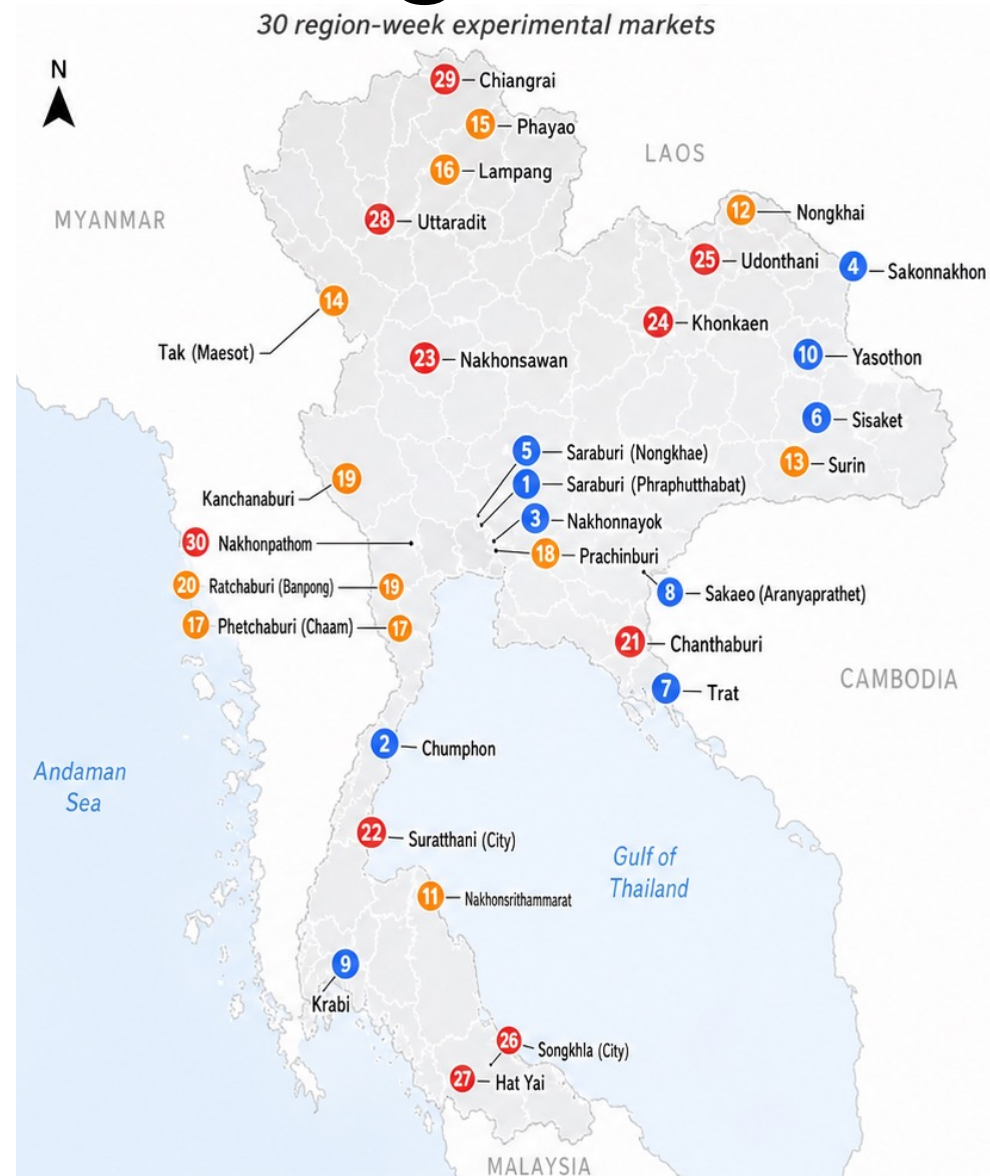 30 region-week experimental markets
N
29 Chiangrai
15 Phayao
LAOS
16 Lampang
MYANMAR
28 Uttaradit
12 Nongkhai
25 Udonthani
4 Sakonnakhon
14
Tak (Maesot)
24 Khonkaen
23 Nakhonsawan
10 Yasothon
6 Sisaket
5 Saraburi (Nongkhae)
13 Surin
19
Kanchanaburi
1 Saraburi (Phraphutthabat)
3 Nakhonnayok
30 Nakhonpathom
18 Prachinburi
20 Ratchaburi (Banpong) 19
8 Sakaeo (Aranyaprathet)
17 Phetchaburi (Chaam) 17
21 Chanthaburi
CAMBODIA
7 Trat
2 Chumphon
Andaman
Sea
22 Suratthani (City)
Gulf of
Thailand
11 Nakhonsrithammarat
9
Krabi
26 Songkhla (City)
27 Hat Yai
MALAYSIA